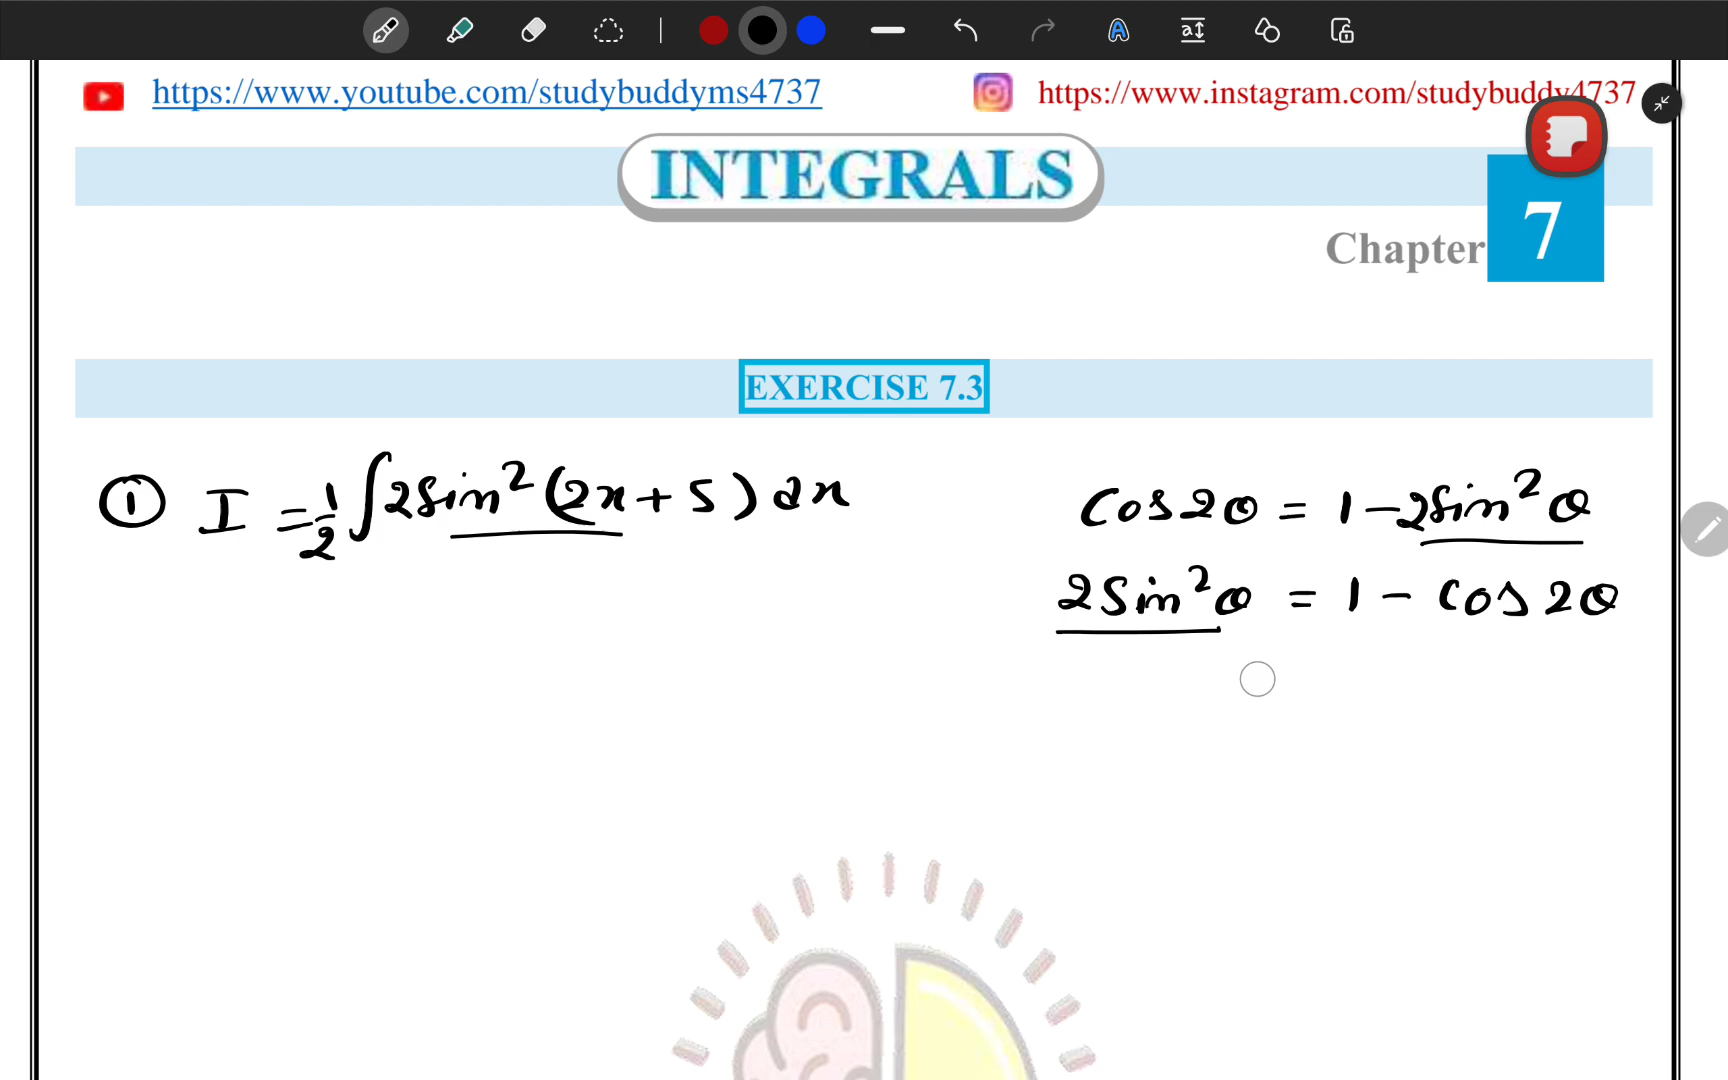 https://www.youtube.com/studybuddyms4737 https://www.instagram.com/studybuddy4737
INTEGRALS
7
Chapter
EXERCISE 7.3
① I = 1/2 ∫2Sin²(2x+5) dx
Cos2θ = 1-2Sin²θ
2Sin²θ = 1 - Cos2θ